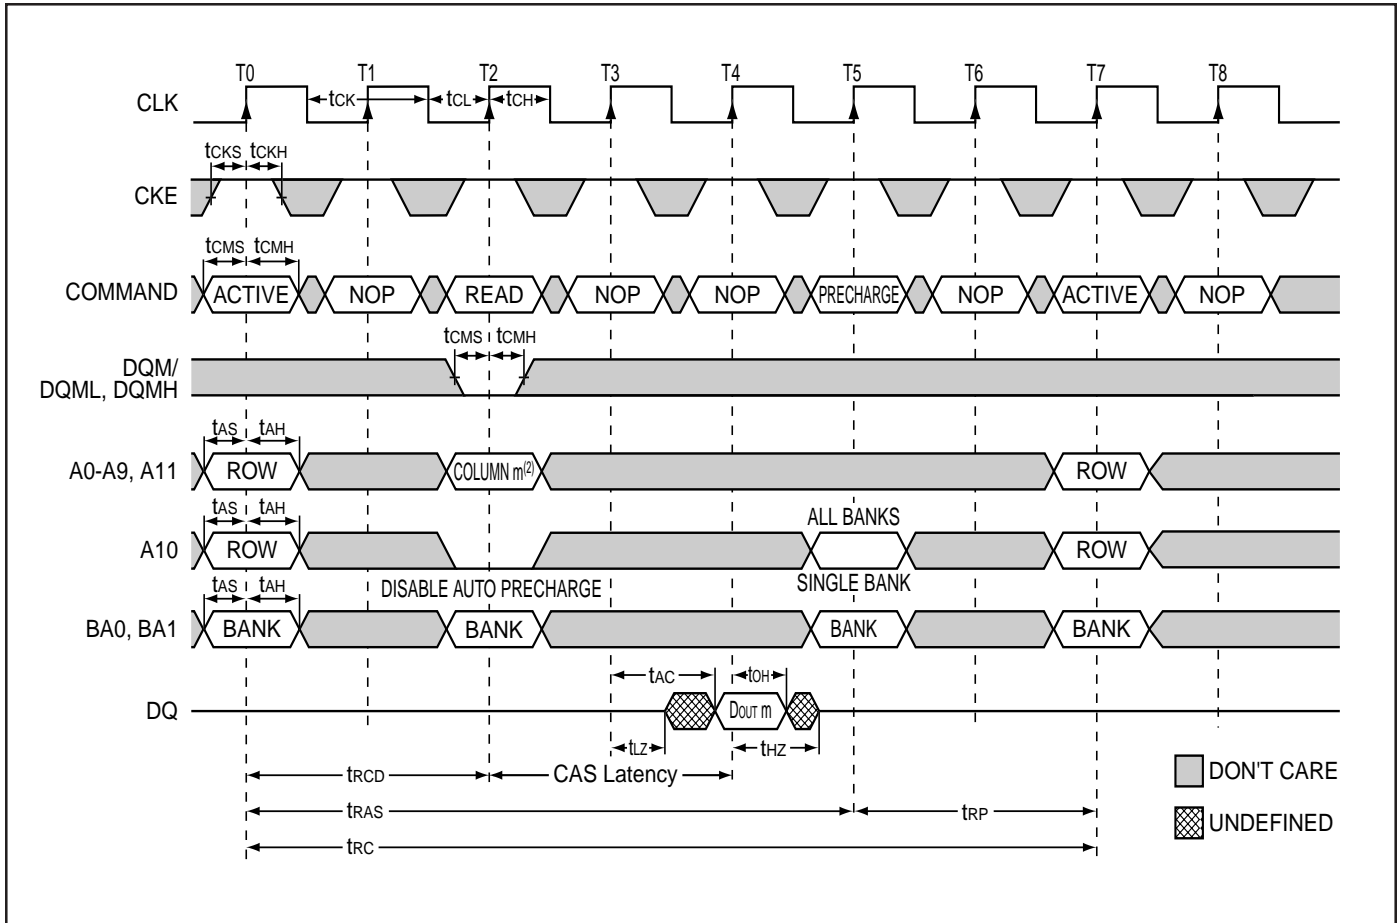 T0 T1 T2 T3 T4 T5 T6 T7 T8
CLK tCK tCL tCH
tCKS tCKH
CKE
tCMS tCMH
COMMAND ACTIVE NOP READ NOP NOP PRECHARGE NOP ACTIVE NOP
tCMS tCMH
DQM/
DQML, DQMH
tAS tAH
A0-A9, A11 ROW COLUMN m(2) ROW
tAS tAH ALL BANKS
A10 ROW ROW
tAS tAH DISABLE AUTO PRECHARGE SINGLE BANK
BA0, BA1 BANK BANK BANK BANK
tAC tOH
DQ DOUT m
tLZ tHZ
tRCD CAS Latency DON'T CARE
tRAS tRP UNDEFINED
tRC